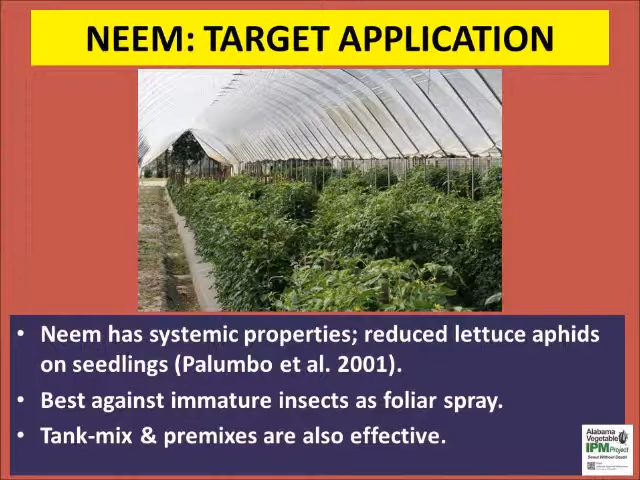 NEEM: TARGET APPLICATION
• Neem has systemic properties; reduced lettuce aphids
on seedlings (Palumbo et al. 2001).
• Best against immature insects as foliar spray.
• Tank-mix & premixes are also effective.
Alabama
Vegetable
IPM Project